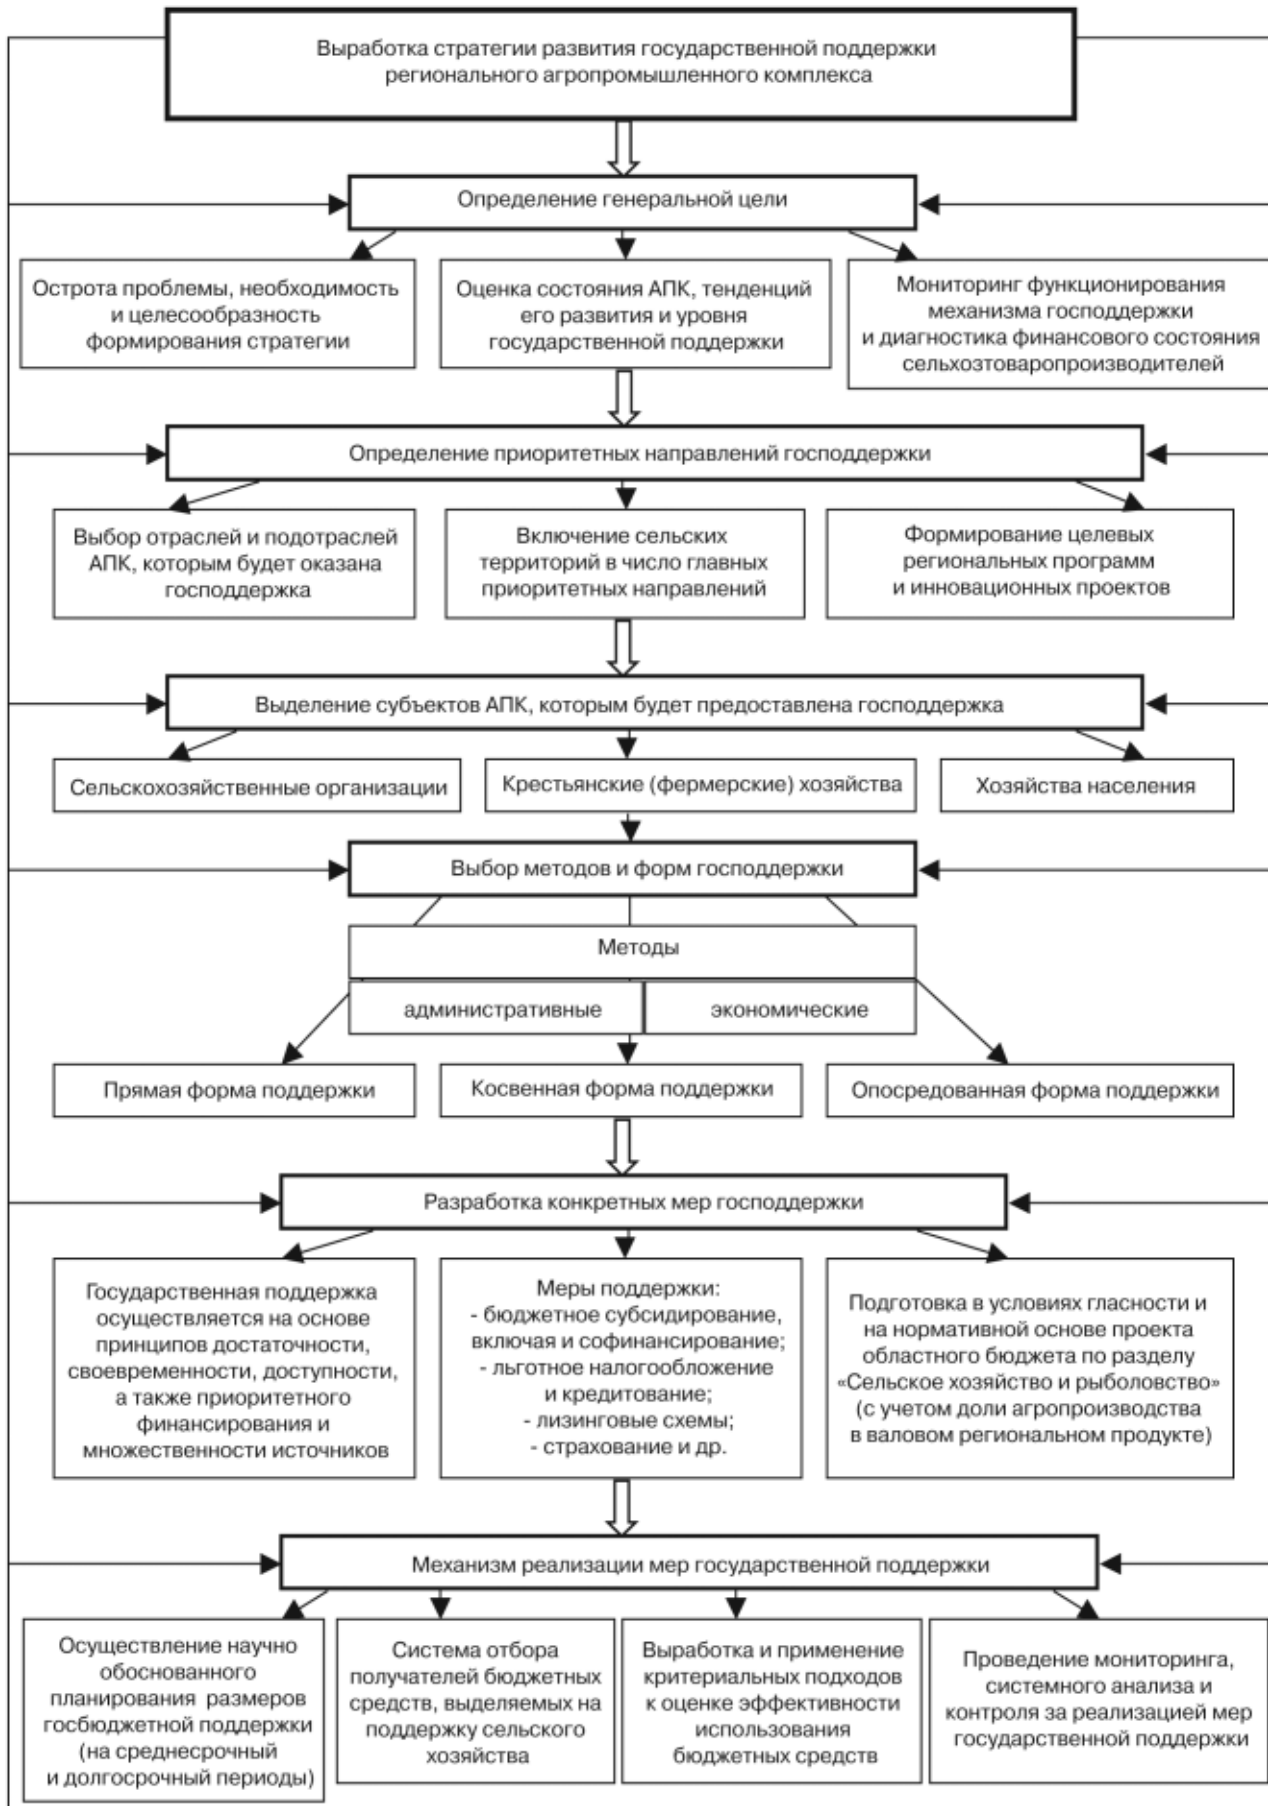 Выработка стратегии развития государственной поддержки
регионального агропромышленного комплекса
Определение генеральной цели
Острота проблемы, необходимость
и целесообразность
формирования стратегии
Оценка состояния АПК, тенденций
его развития и уровня
государственной поддержки
Мониторинг функционирования
механизма господдержки
и диагностика финансового состояния
сельхозтоваропроизводителей
Определение приоритетных направлений господдержки
Выбор отраслей и подотраслей
АПК, которым будет оказана
господдержка
Включение сельских
территорий в число главных
приоритетных направлений
Формирование целевых
региональных программ
и инновационных проектов
Выделение субъектов АПК, которым будет предоставлена господдержка
Сельскохозяйственные организации
Крестьянские (фермерские) хозяйства
Хозяйства населения
Выбор методов и форм господдержки
Методы
административные
экономические
Прямая форма поддержки
Косвенная форма поддержки
Опосредованная форма поддержки
Разработка конкретных мер господдержки
Государственная поддержка
осуществляется на основе
принципов достаточности,
своевременности, доступности,
а также приоритетного
финансирования и
множественности источников
Меры поддержки:
- бюджетное субсидирование,
включая и софинансирование;
- льготное налогообложение
и кредитование;
- лизинговые схемы;
- страхование и др.
Подготовка в условиях гласности и
на нормативной основе проекта
областного бюджета по разделу
«Сельское хозяйство и рыболовство»
(с учетом доли агропроизводства
в валовом региональном продукте)
Механизм реализации мер государственной поддержки
Осуществление научно
обоснованного
планирования размеров
госбюджетной поддержки
(на среднесрочный
и долгосрочный периоды)
Система отбора
получателей бюджетных
средств, выделяемых на
поддержку сельского
хозяйства
Выработка и применение
критериальных подходов
к оценке эффективности
использования
бюджетных средств
Проведение мониторинга,
системного анализа и
контроля за реализацией мер
государственной поддержки